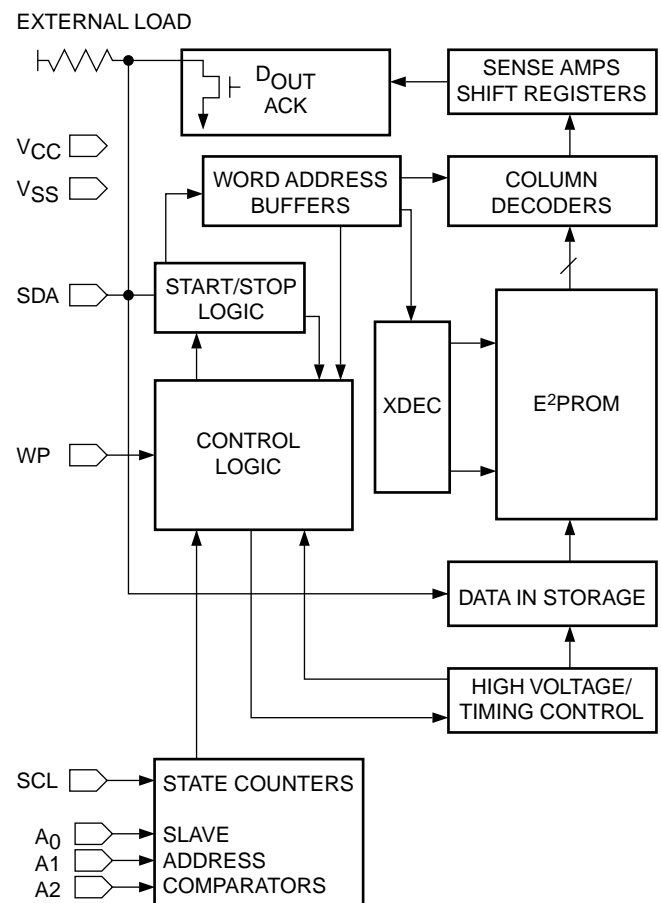 EXTERNAL LOAD
DOUT
ACK
SENSE AMPS
SHIFT REGISTERS
VCC
VSS
WORD ADDRESS
BUFFERS
COLUMN
DECODERS
SDA
START/STOP
LOGIC
XDEC
E²PROM
WP
CONTROL
LOGIC
DATA IN STORAGE
HIGH VOLTAGE/
TIMING CONTROL
SCL
STATE COUNTERS
A0
SLAVE
A1
ADDRESS
A2
COMPARATORS